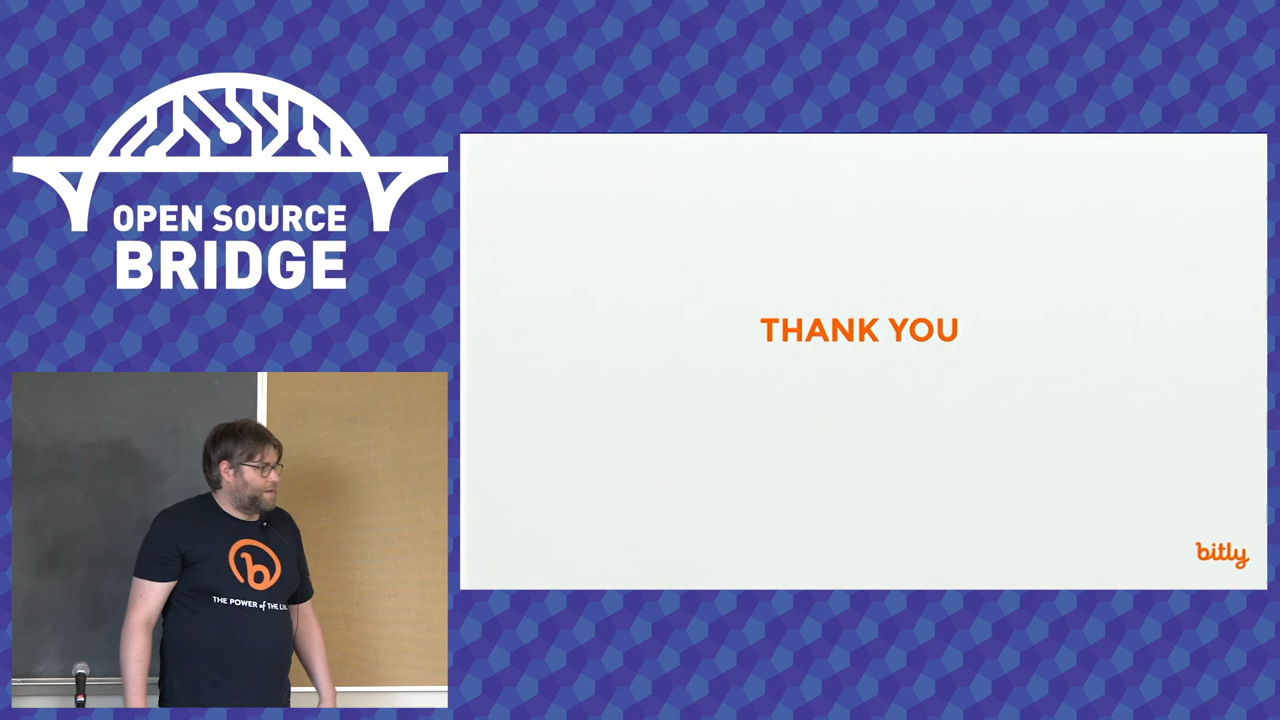 OPEN SOURCE
BRIDGE
THANK YOU
bitly
b
THE POWER of THE